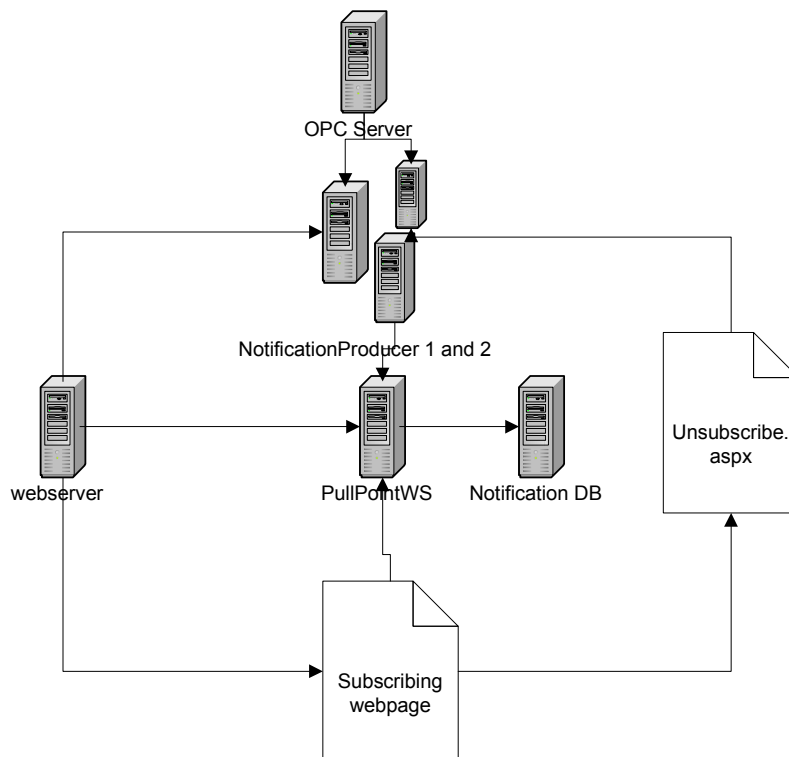 OPC Server
NotificationProducer 1 and 2
webserver
PullPointWS
Notification DB
Unsubscribe.
aspx
Subscribing
webpage